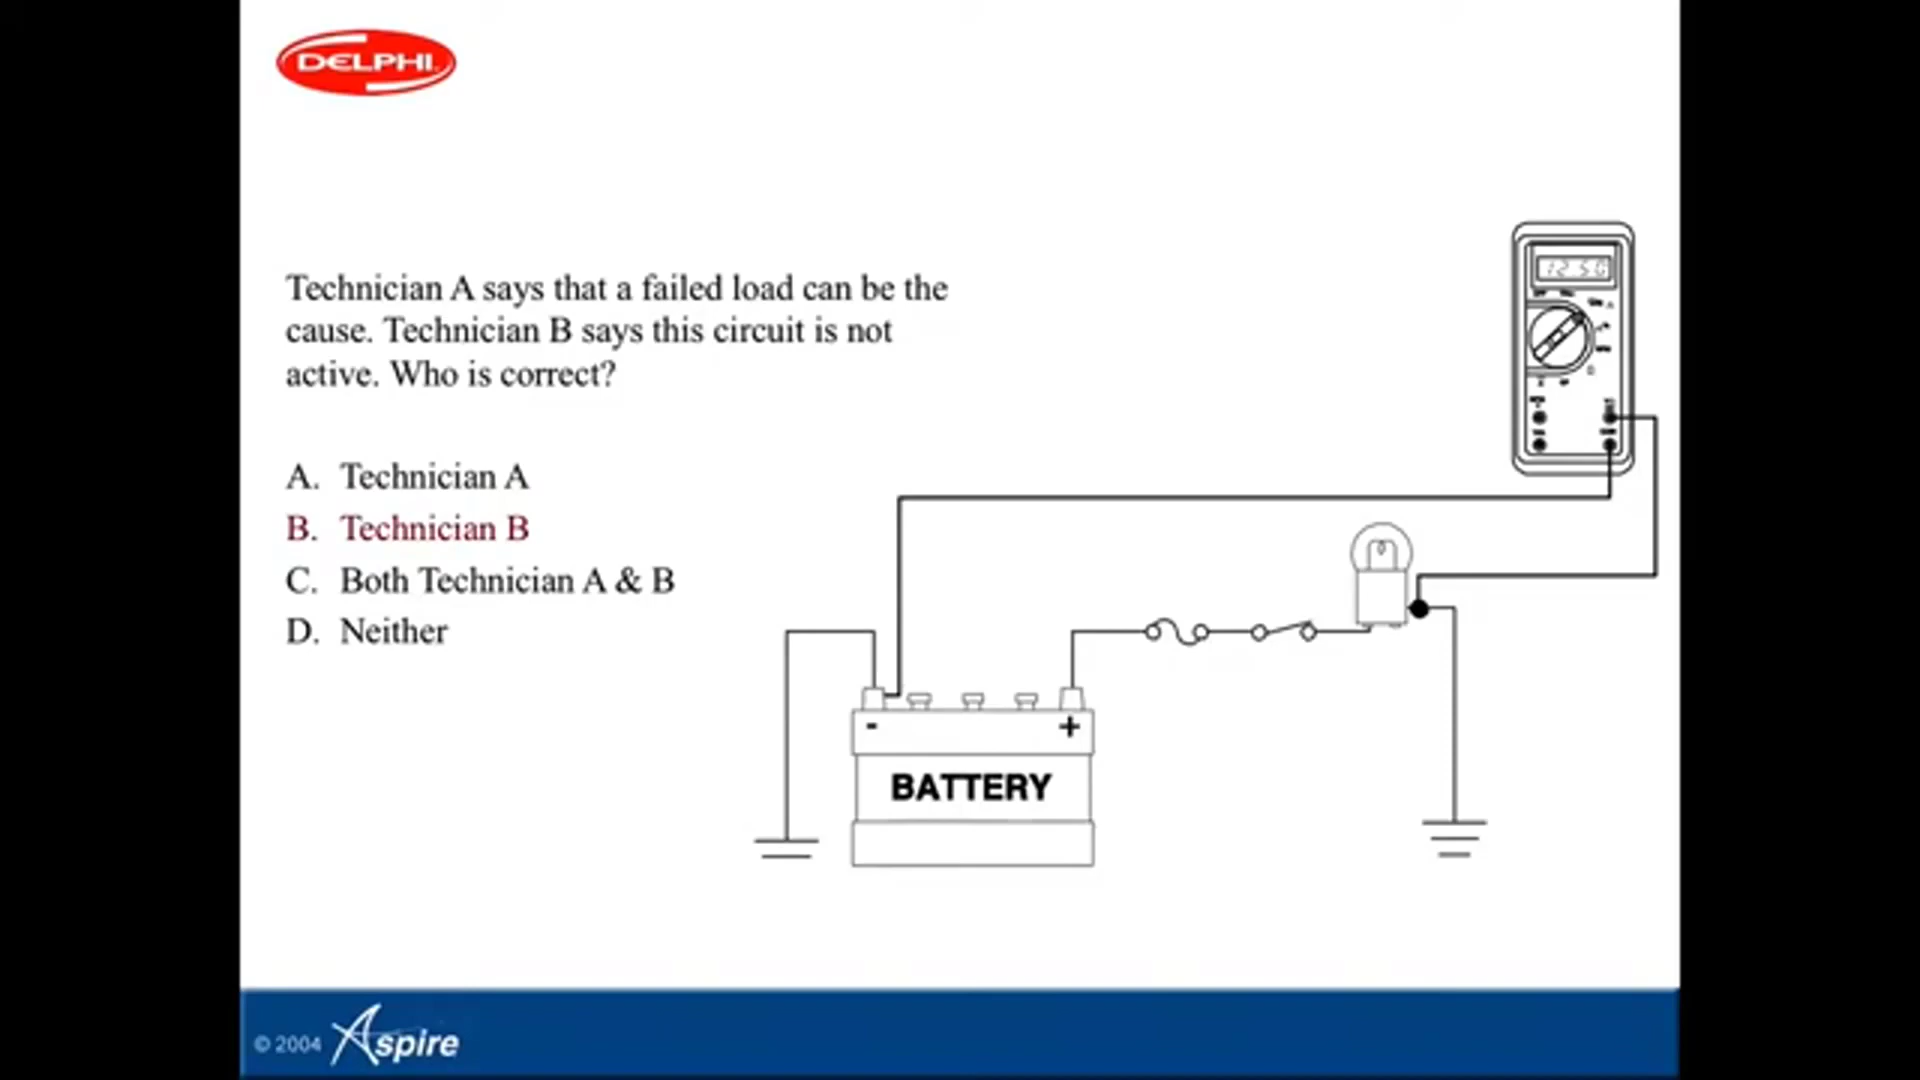 DELPHI
Technician A says that a failed load can be the
cause. Technician B says this circuit is not
active. Who is correct?
A. Technician A
B. Technician B
C. Both Technician A & B
D. Neither
12.50
- +
BATTERY
© 2004 Aspire